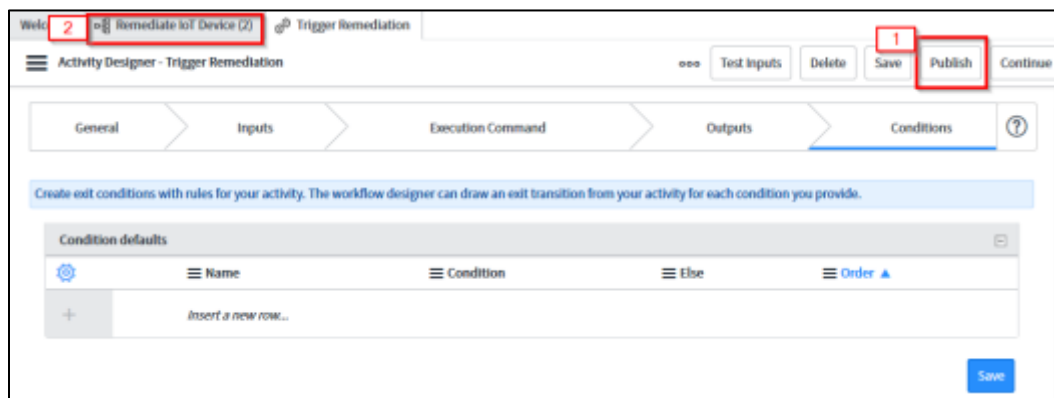 Welc 2 Remediate IoT Device (2) Trigger Remediation
1
Activity Designer - Trigger Remediation Test Inputs Delete Save Publish Continue
General Inputs Execution Command Outputs Conditions ?
Create exit conditions with rules for your activity. The workflow designer can draw an exit transition from your activity for each condition you provide.
Condition defaults
Name Condition Else Order ▲
+ Insert a new row...
Save